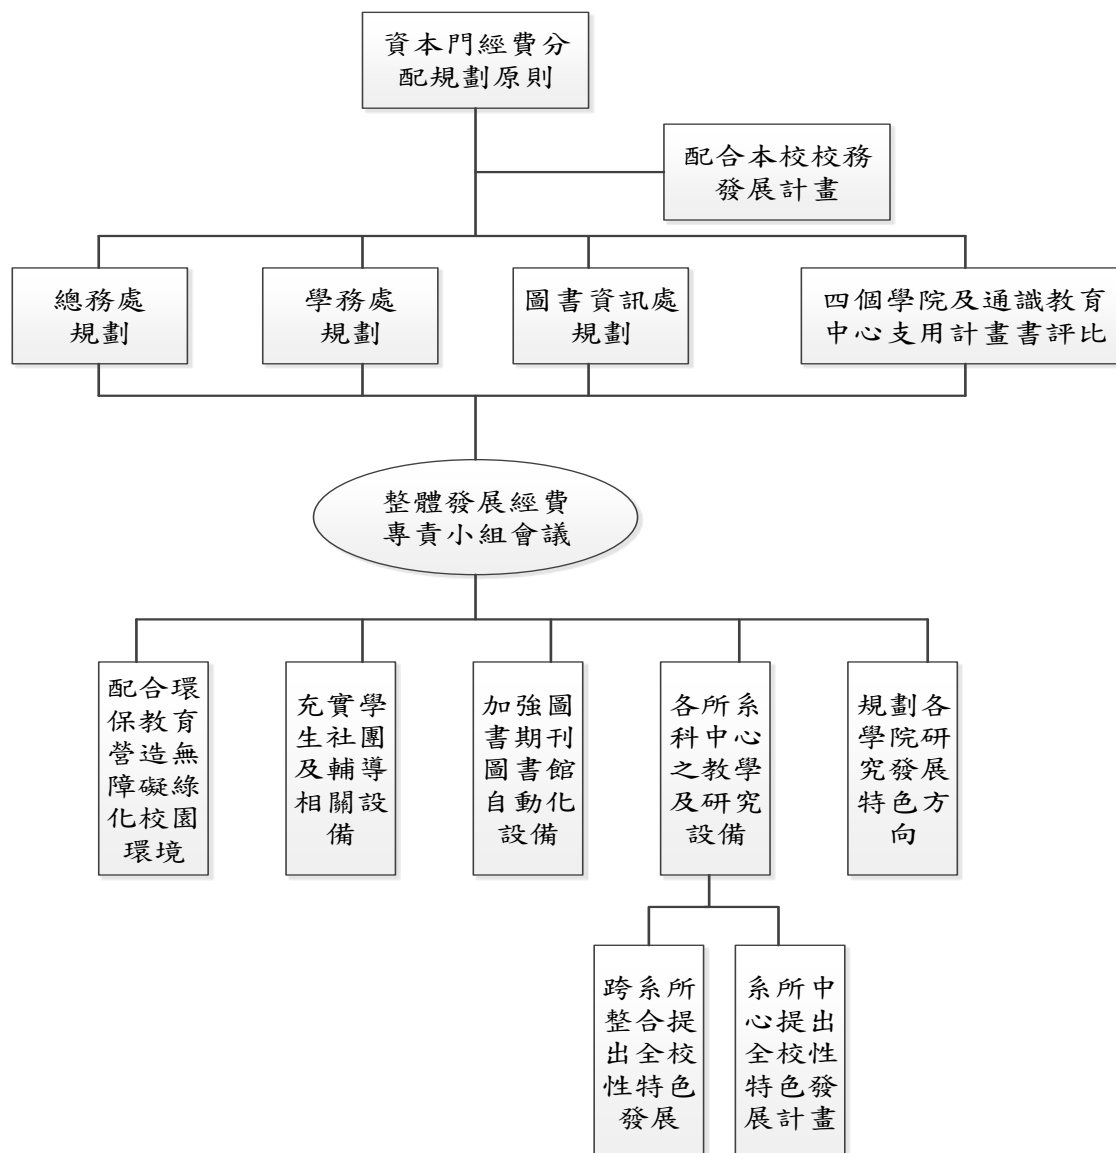 資本門經費分
配規劃原則
配合本校校務
發展計畫
總務處
規劃
學務處
規劃
圖書資訊處
規劃
四個學院及通識教育
中心支用計畫書評比
整體發展經費
專責小組會議
配合環
保教育
營造無
障礙綠
化校園
環境
充實學
生社團
及輔導
相關設
備
加強圖
書期刊
圖書館
自動化
設備
各所系
科中心
之教學
及研究
設備
規劃各
學院研
究發展
特色方
向
跨系所
整合提
出全校
性特色
發展
系所中
心提出
全校性
特色發
展計畫